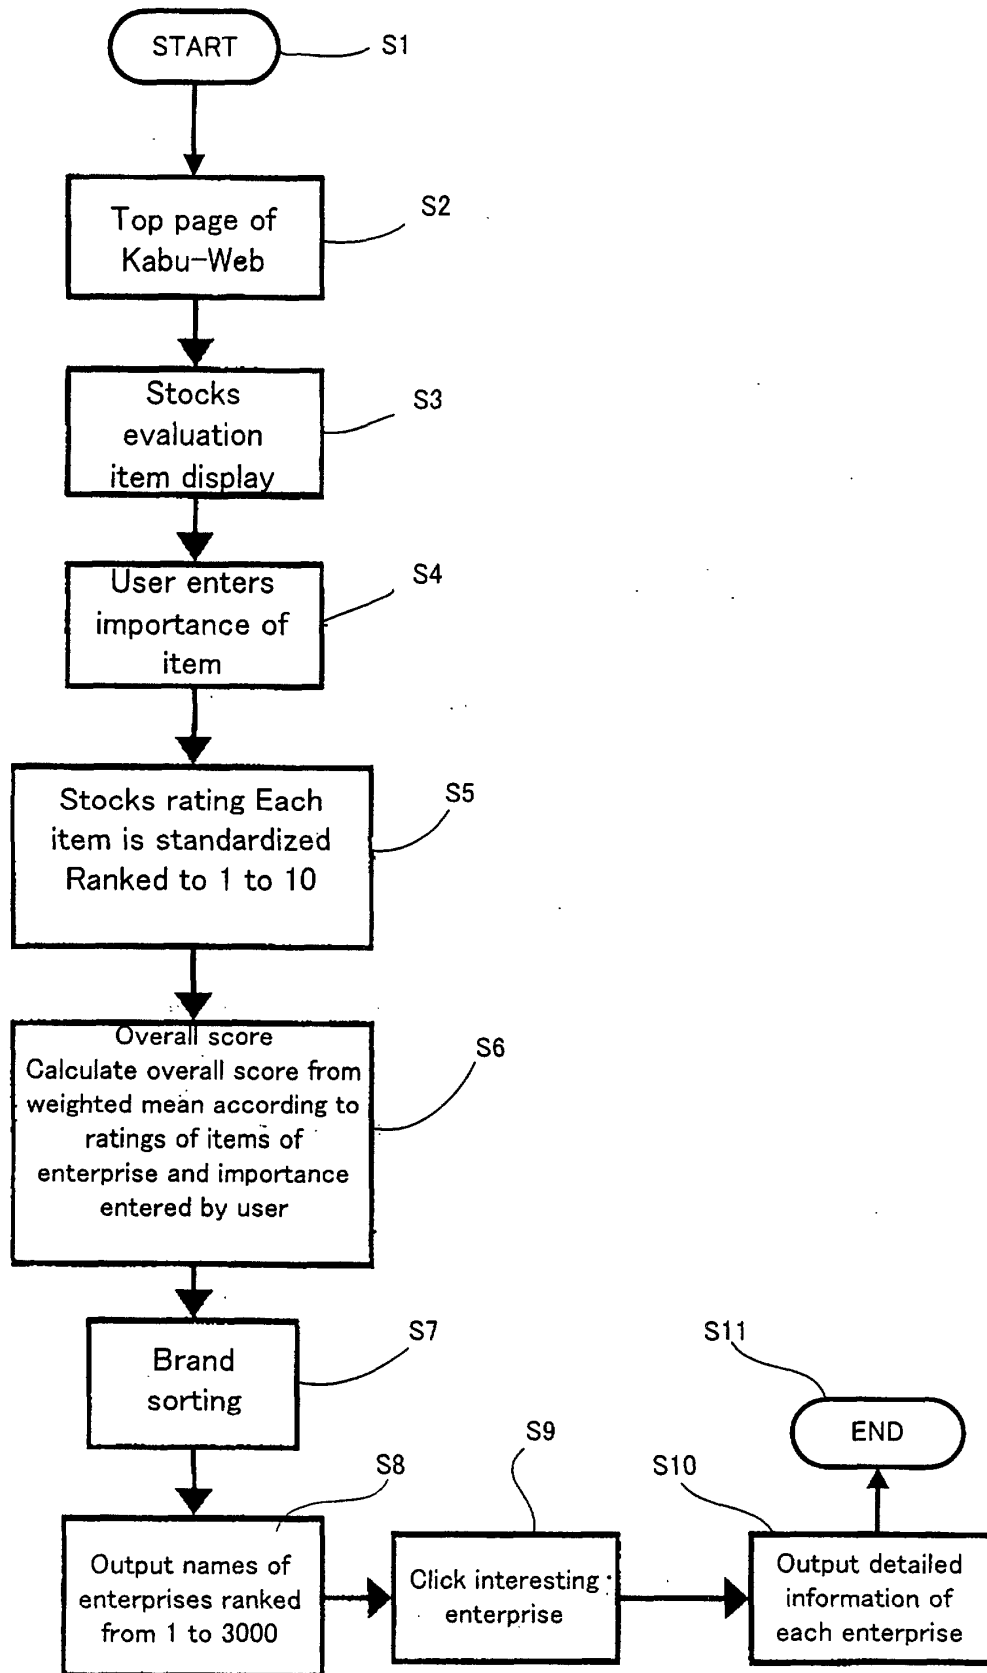 START
S1
Top page of
Kabu-Web
S2
Stocks
evaluation
item display
S3
User enters
importance of
item
S4
Stocks rating Each
item is standardized
Ranked to 1 to 10
S5
Overall score
Calculate overall score from
weighted mean according to
ratings of items of
enterprise and importance
entered by user
S6
Brand
sorting
S7
Output names of
enterprises ranked
from 1 to 3000
S8
Click interesting
enterprise
S9
Output detailed
information of
each enterprise
S10
END
S11